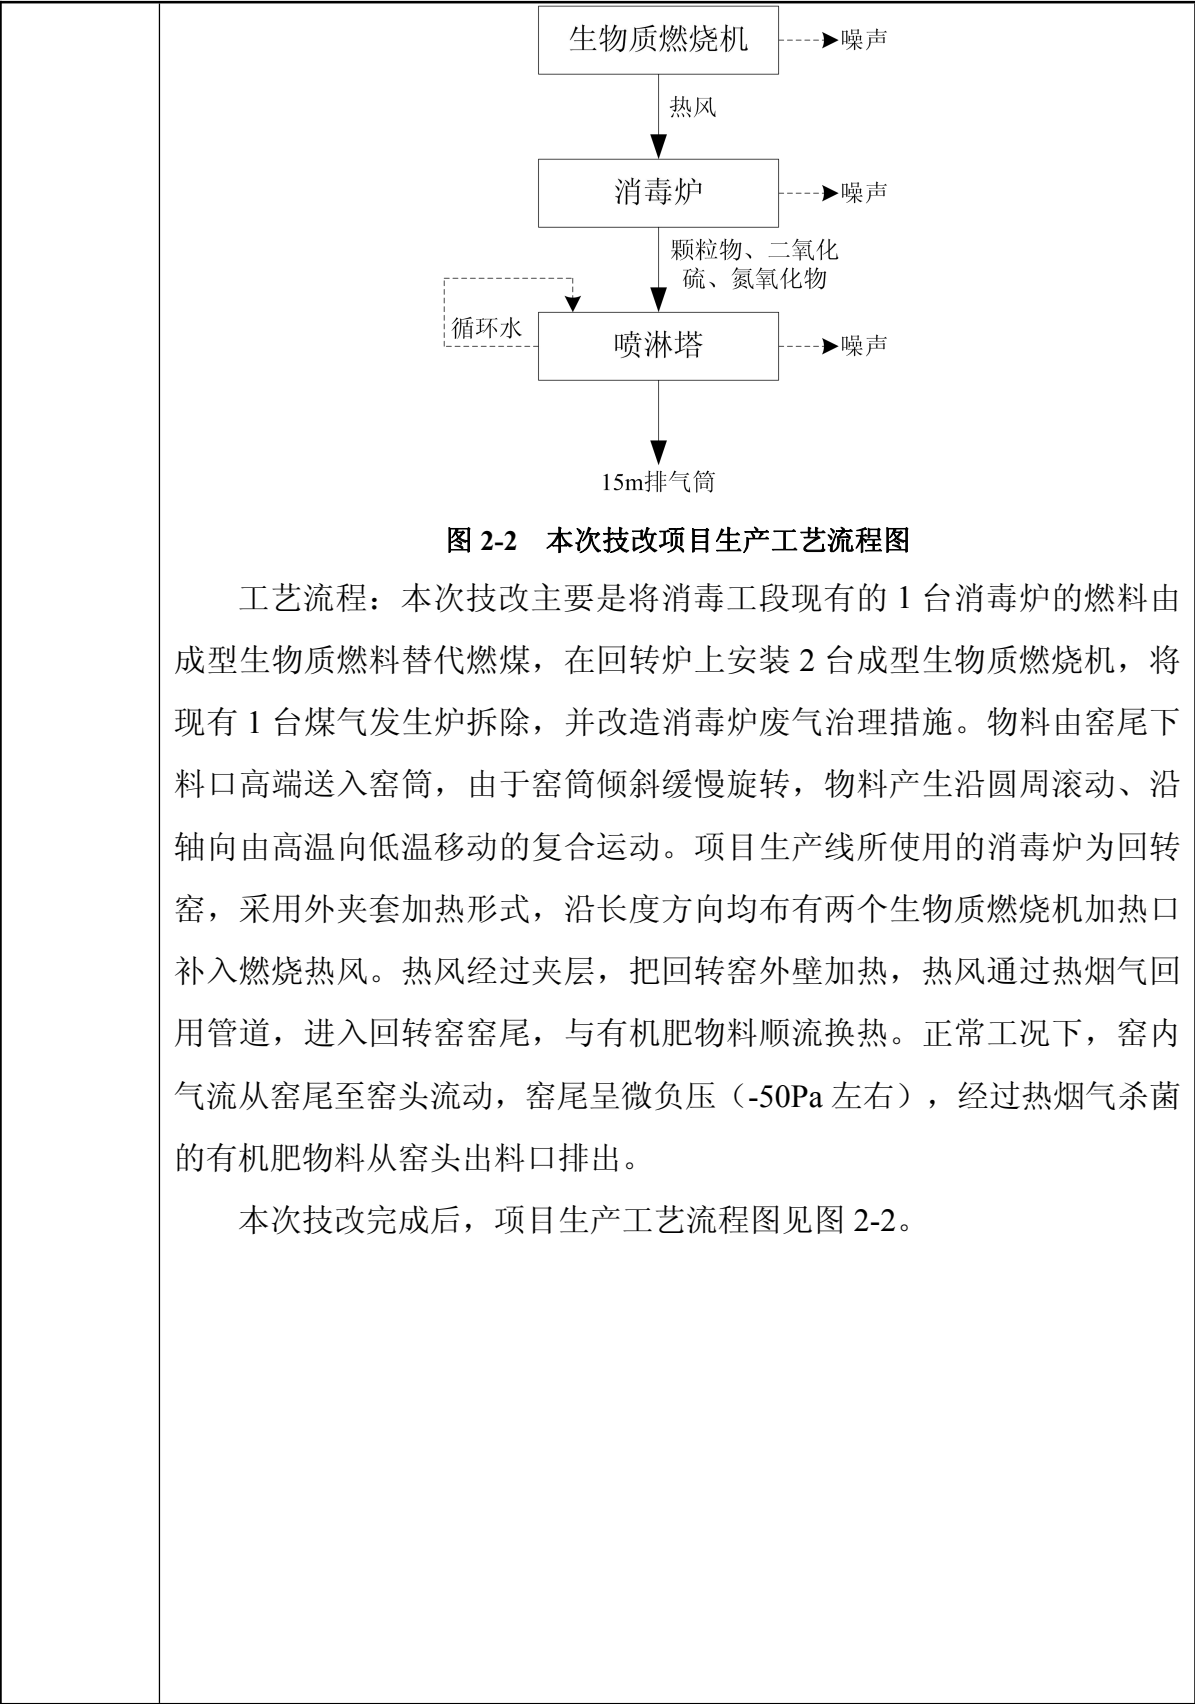 生物质燃烧机
噪声
热风
消毒炉
噪声
颗粒物、二氧化
硫、氮氧化物
循环水
喷淋塔
噪声
15m排气筒
图 2-2 本次技改项目生产工艺流程图
工艺流程：本次技改主要是将消毒工段现有的 1 台消毒炉的燃料由
成型生物质燃料替代燃煤，在回转炉上安装 2 台成型生物质燃烧机，将
现有 1 台煤气发生炉拆除，并改造消毒炉废气治理措施。物料由窑尾下
料口高端送入窑筒，由于窑筒倾斜缓慢旋转，物料产生沿圆周滚动、沿
轴向由高温向低温移动的复合运动。项目生产线所使用的消毒炉为回转
窑，采用外夹套加热形式，沿长度方向均布有两个生物质燃烧机加热口
补入燃烧热风。热风经过夹层，把回转窑外壁加热，热风通过热烟气回
用管道，进入回转窑窑尾，与有机肥物料顺流换热。正常工况下，窑内
气流从窑尾至窑头流动，窑尾呈微负压（-50Pa 左右），经过热烟气杀菌
的有机肥物料从窑头出料口排出。
本次技改完成后，项目生产工艺流程图见图 2-2。